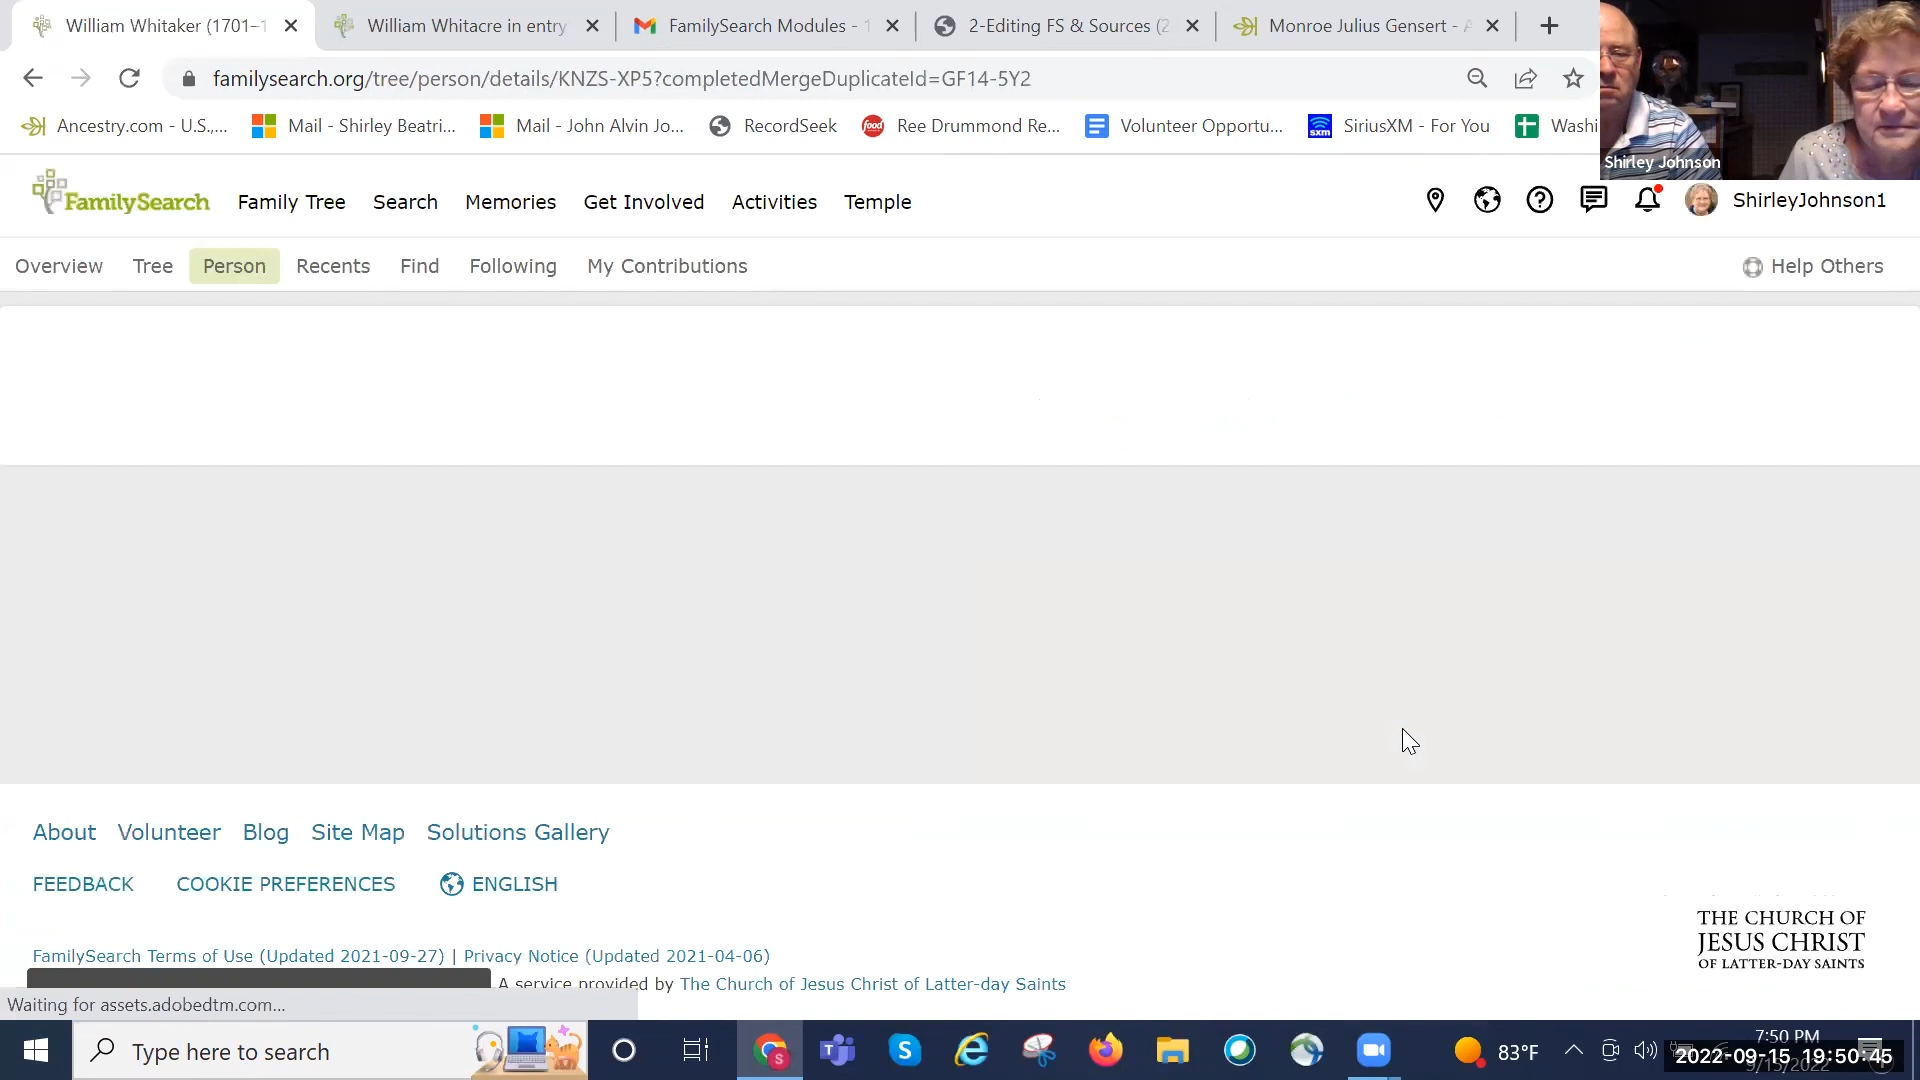 William Whitaker (1701–1
William Whitacre in entry
FamilySearch Modules - 1
2-Editing FS & Sources (2
Monroe Julius Gensert - A
familysearch.org/tree/person/details/KNZS-XP5?completedMergeDuplicateId=GF14-5Y2
Ancestry.com - U.S.,...
Mail - Shirley Beatri...
Mail - John Alvin Jo...
RecordSeek
food
Ree Drummond Re...
Volunteer Opportu...
sxm
SiriusXM - For You
Washi
Shirley Johnson
FamilySearch
Family Tree
Search
Memories
Get Involved
Activities
Temple
ShirleyJohnson1
Overview
Tree
Person
Recents
Find
Following
My Contributions
Help Others
About
Volunteer
Blog
Site Map
Solutions Gallery
FEEDBACK
COOKIE PREFERENCES
ENGLISH
THE CHURCH OF
JESUS CHRIST
OF LATTER-DAY SAINTS
FamilySearch Terms of Use (Updated 2021-09-27) | Privacy Notice (Updated 2021-04-06)
A service provided by The Church of Jesus Christ of Latter-day Saints
Waiting for assets.adobedtm.com...
Type here to search
83°F
7:50 PM
9/15/2022
2022-09-15 19:50:45